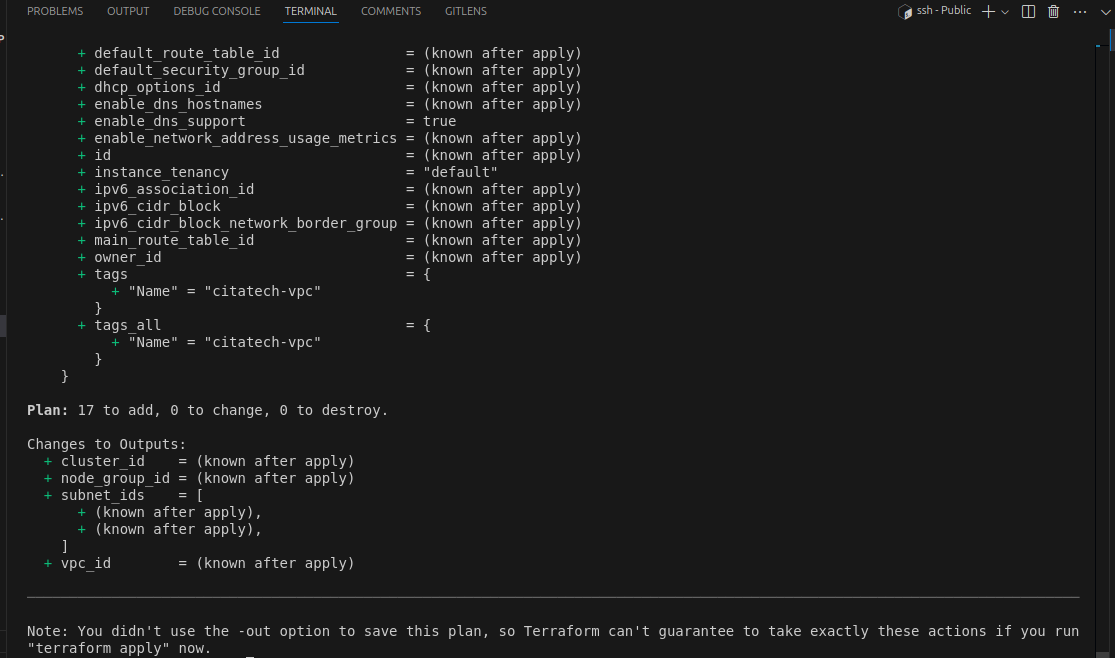 PROBLEMS OUTPUT DEBUG CONSOLE TERMINAL COMMENTS GITLENS ssh - Public
+ default_route_table_id = (known after apply)
+ default_security_group_id = (known after apply)
+ dhcp_options_id = (known after apply)
+ enable_dns_hostnames = (known after apply)
+ enable_dns_support = true
+ enable_network_address_usage_metrics = (known after apply)
+ id = (known after apply)
+ instance_tenancy = "default"
+ ipv6_association_id = (known after apply)
+ ipv6_cidr_block = (known after apply)
+ ipv6_cidr_block_network_border_group = (known after apply)
+ main_route_table_id = (known after apply)
+ owner_id = (known after apply)
+ tags = {
+ "Name" = "citatech-vpc"
}
+ tags_all = {
+ "Name" = "citatech-vpc"
}
}
Plan: 17 to add, 0 to change, 0 to destroy.
Changes to Outputs:
+ cluster_id = (known after apply)
+ node_group_id = (known after apply)
+ subnet_ids = [
+ (known after apply),
+ (known after apply),
]
+ vpc_id = (known after apply)
Note: You didn't use the -out option to save this plan, so Terraform can't guarantee to take exactly these actions if you run
"terraform apply" now.